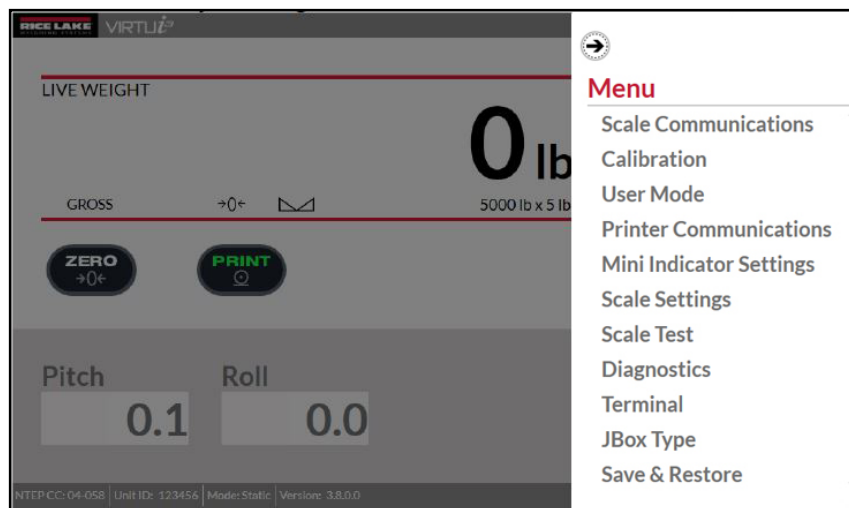 RICE LAKE VIRTUi²
LIVE WEIGHT
0 lb
GROSS →0← 5000 lb x 5 lb
ZERO
→0←
PRINT
Pitch Roll
0.1 0.0
NTEP CC: 04-058 | Unit ID: 123456 | Mode: Static | Version: 3.8.0.0
Menu
Scale Communications
Calibration
User Mode
Printer Communications
Mini Indicator Settings
Scale Settings
Scale Test
Diagnostics
Terminal
JBox Type
Save & Restore